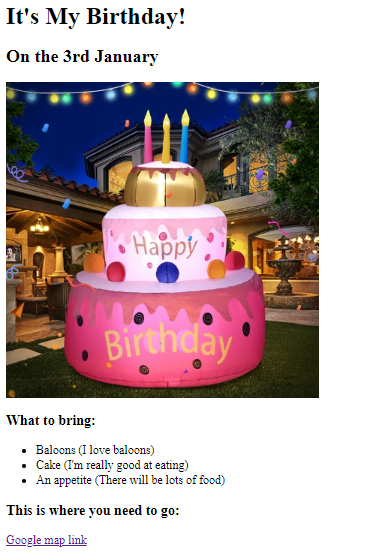 It's My Birthday!
On the 3rd January
Happy
Birthday
What to bring:
Baloons (I love baloons)
Cake (I'm really good at eating)
An appetite (There will be lots of food)
This is where you need to go:
Google map link